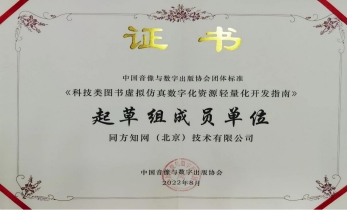 证书
中国音像与数字出版协会团体标准
《科技类图书虚拟仿真数字化资源轻量化开发指南》
起草组成员单位
同方知网（北京）技术有限公司
中国音像与数字出版协会
2022年8月